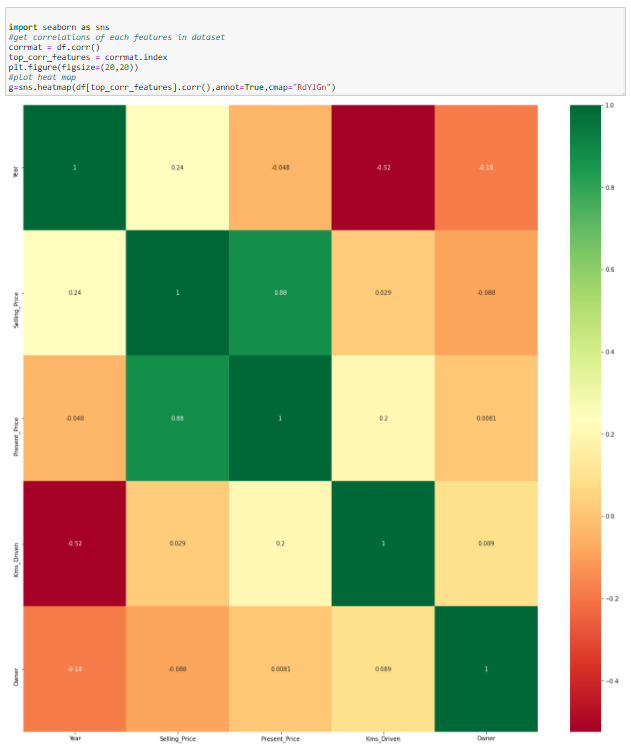 import seaborn as sns
#get correlations of each features in dataset
corrmat = df.corr()
top_corr_features = corrmat.index
plt.figure(figsize=(20,20))
#plot heat map
g=sns.heatmap(df[top_corr_features].corr(),annot=True,cmap="RdYlGn")
1.0
Year 1 0.24 -0.048 -0.52 -0.18
0.8
0.6
Selling_Price 0.24 1 0.88 0.029 -0.088
0.4
Present_Price -0.048 0.88 1 0.2 0.0081
0.2
0.0
Kms_Driven -0.52 0.029 0.2 1 0.089
-0.2
Owner -0.18 -0.088 0.0081 0.089 1
-0.4
Year Selling_Price Present_Price Kms_Driven Owner